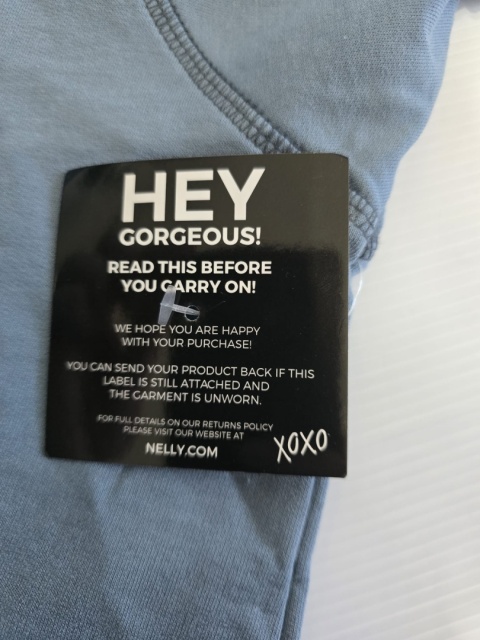 HEY
GORGEOUS!
READ THIS BEFORE
YOU CARRY ON!
WE HOPE YOU ARE HAPPY
WITH YOUR PURCHASE!
YOU CAN SEND YOUR PRODUCT BACK IF THIS
LABEL IS STILL ATTACHED AND
THE GARMENT IS UNWORN.
FOR FULL DETAILS ON OUR RETURNS POLICY
PLEASE VISIT OUR WEBSITE AT
NELLY.COM
XOXO